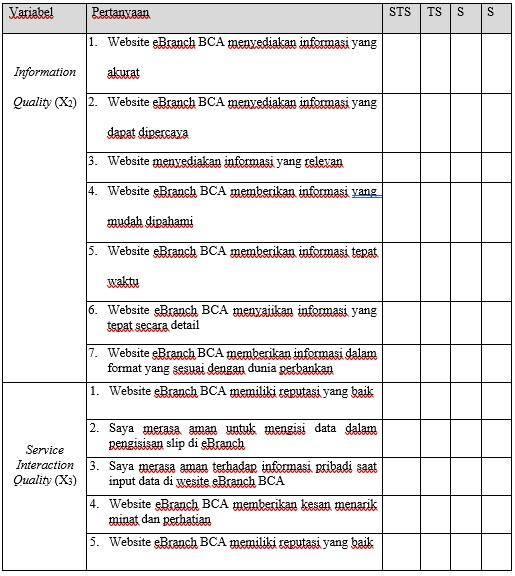 Variabel Pertanyaan STS TS S S
Information
Quality (X2)
1. Website eBranch BCA menyediakan informasi yang
akurat
2. Website eBranch BCA menyediakan informasi yang
dapat dipercaya
3. Website menyediakan informasi yang relevan
4. Website eBranch BCA memberikan informasi yang
mudah dipahami
5. Website eBranch BCA memberikan informasi tepat
waktu
6. Website eBranch BCA menyajikan informasi yang
tepat secara detail
7. Website eBranch BCA memberikan informasi dalam
format yang sesuai dengan dunia perbankan
Service
Interaction
Quality (X3)
1. Website eBranch BCA memiliki reputasi yang baik
2. Saya merasa aman untuk mengisi data dalam
pengisisan slip di eBranch
3. Saya merasa aman terhadap informasi pribadi saat
input data di wesite eBranch BCA
4. Website eBranch BCA memberikan kesan menarik
minat dan perhatian
5. Website eBranch BCA memiliki reputasi yang baik